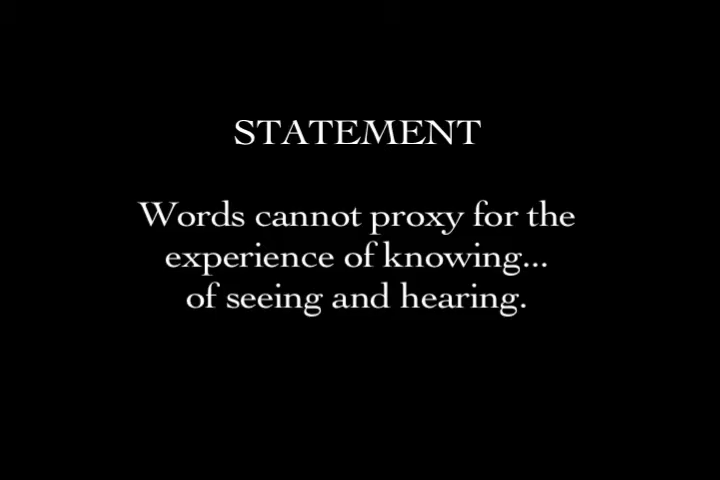 STATEMENT
Words cannot proxy for the
experience of knowing...
of seeing and hearing.